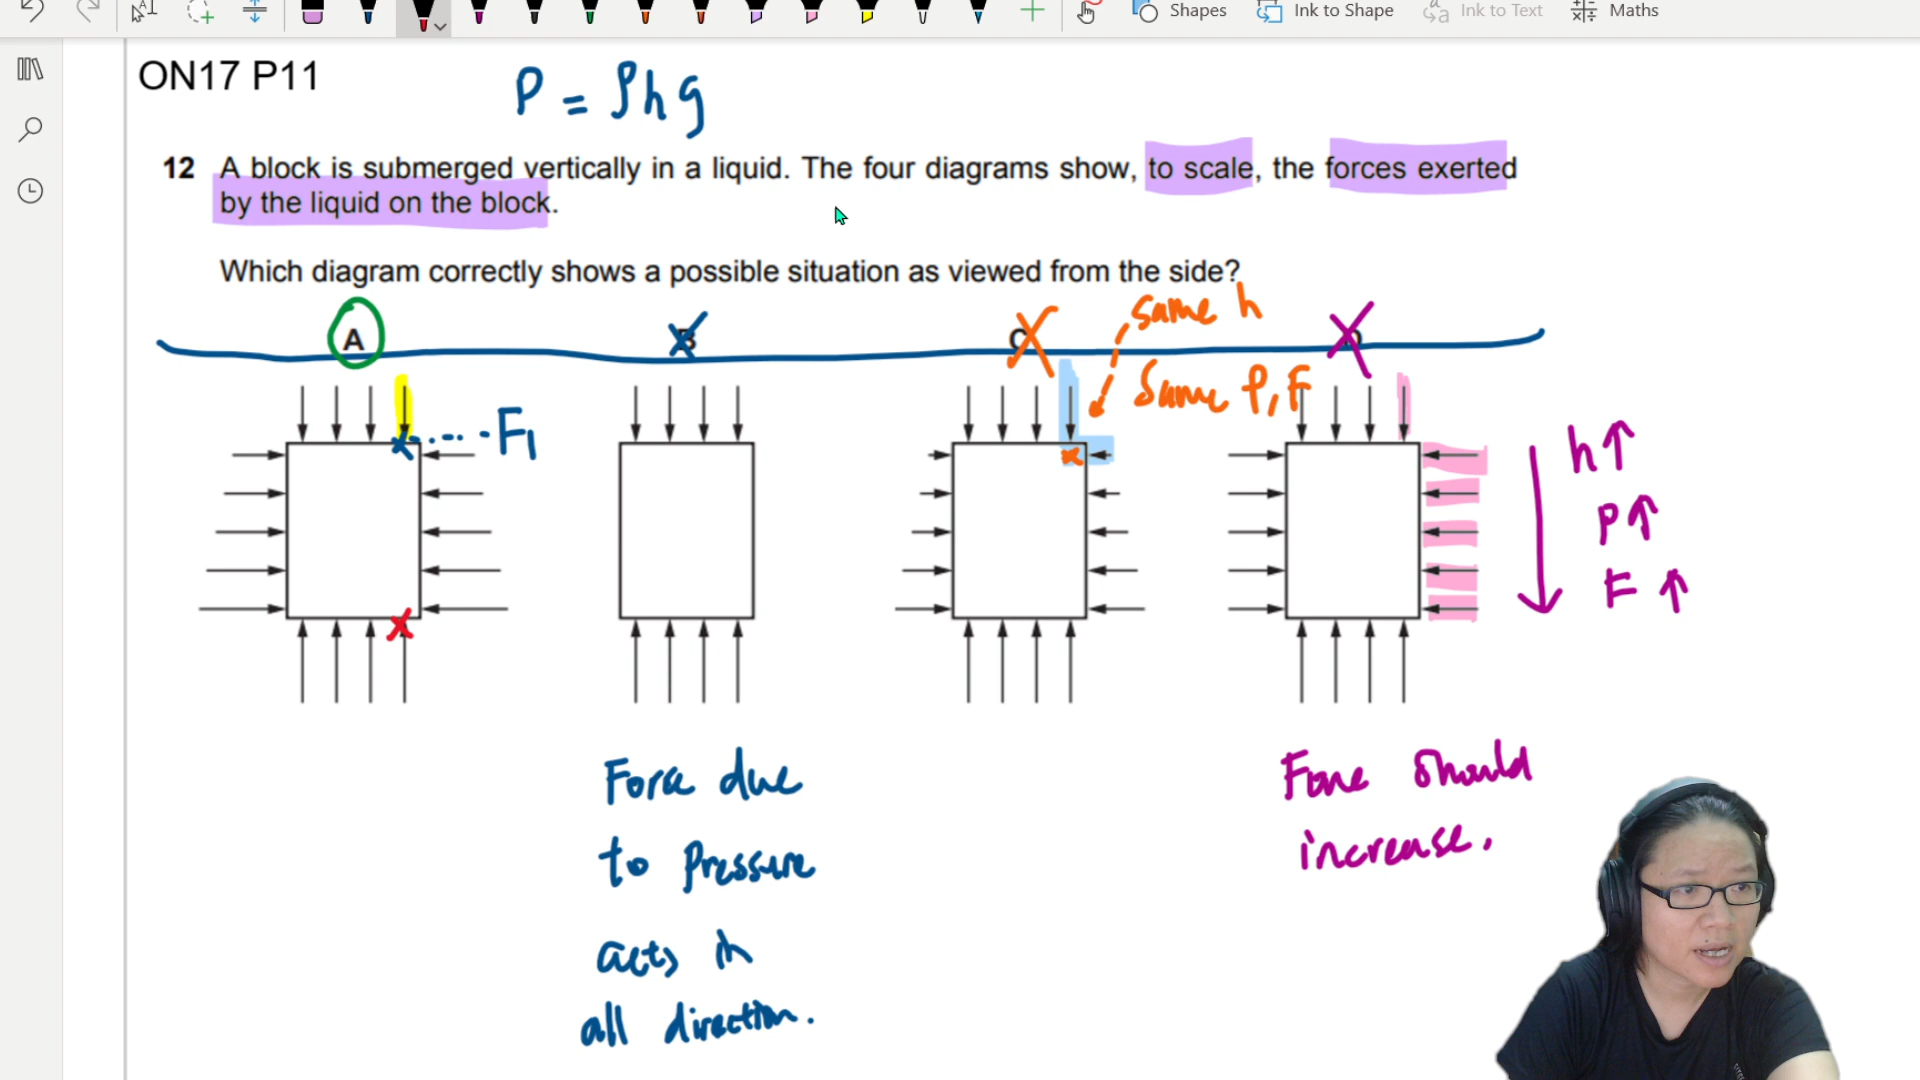 Shapes Ink to Shape Ink to Text Maths
ON17 P11
P = ρhg
12 A block is submerged vertically in a liquid. The four diagrams show, to scale, the forces exerted
by the liquid on the block.
Which diagram correctly shows a possible situation as viewed from the side?
same h
A B C D
Same P, F
F1
h↑
P↑
F↑
Force due
to Pressure
acts in
all direction.
Force should
increase.